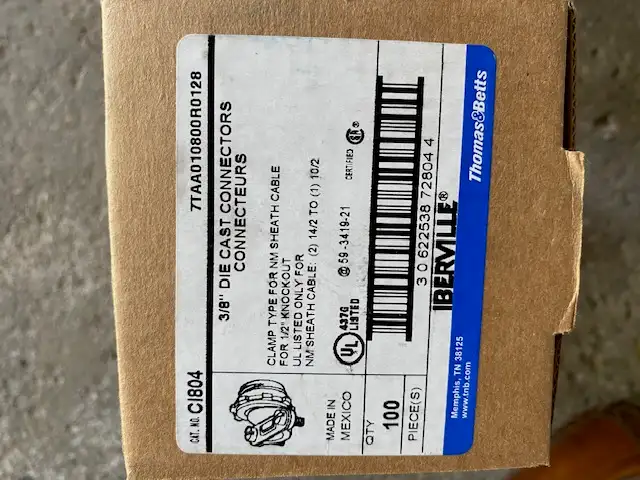 CAT. NO. CI804 7TAA010800R0128
3/8" DIE CAST CONNECTORS
CONNECTEURS
CLAMP TYPE FOR NM SHEATH CABLE
FOR 1/2" KNOCKOUT
UL LISTED ONLY FOR
NM SHEATH CABLE: (2) 14/2 TO (1) 10/2
MADE IN
MEXICO
UL
437G
LISTED
@ 59-3419-21
CERTIFIED
QTY
100
PIECE(S)
3 0 622538 72804 4
IBERVILLE®
Memphis, TN 38125
www.tnb.com
Thomas&Betts